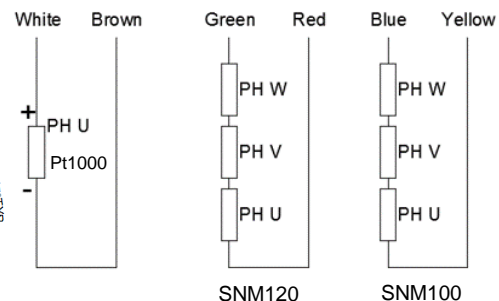 White Brown Green Red Blue Yellow
+
PH U
Pt1000
-
PH W
PH V
PH U
SNM120
PH W
PH V
PH U
SNM100